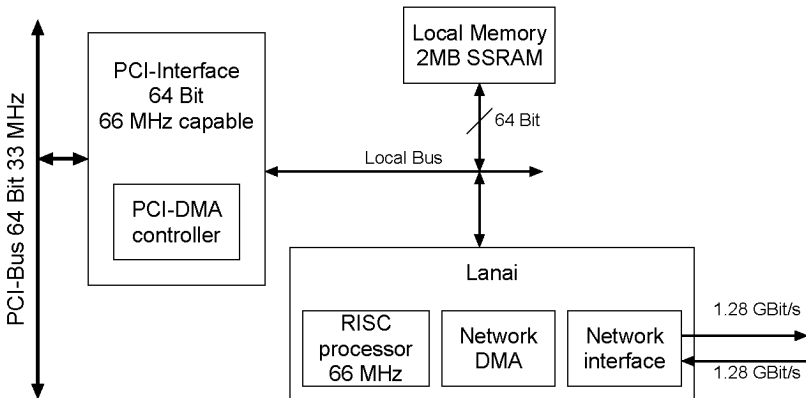 PCI-Bus 64 Bit 33 MHz
PCI-Interface
64 Bit
66 MHz capable
PCI-DMA
controller
Local Memory
2MB SSRAM
64 Bit
Local Bus
Lanai
RISC
processor
66 MHz
Network
DMA
Network
interface
1.28 GBit/s
1.28 GBit/s